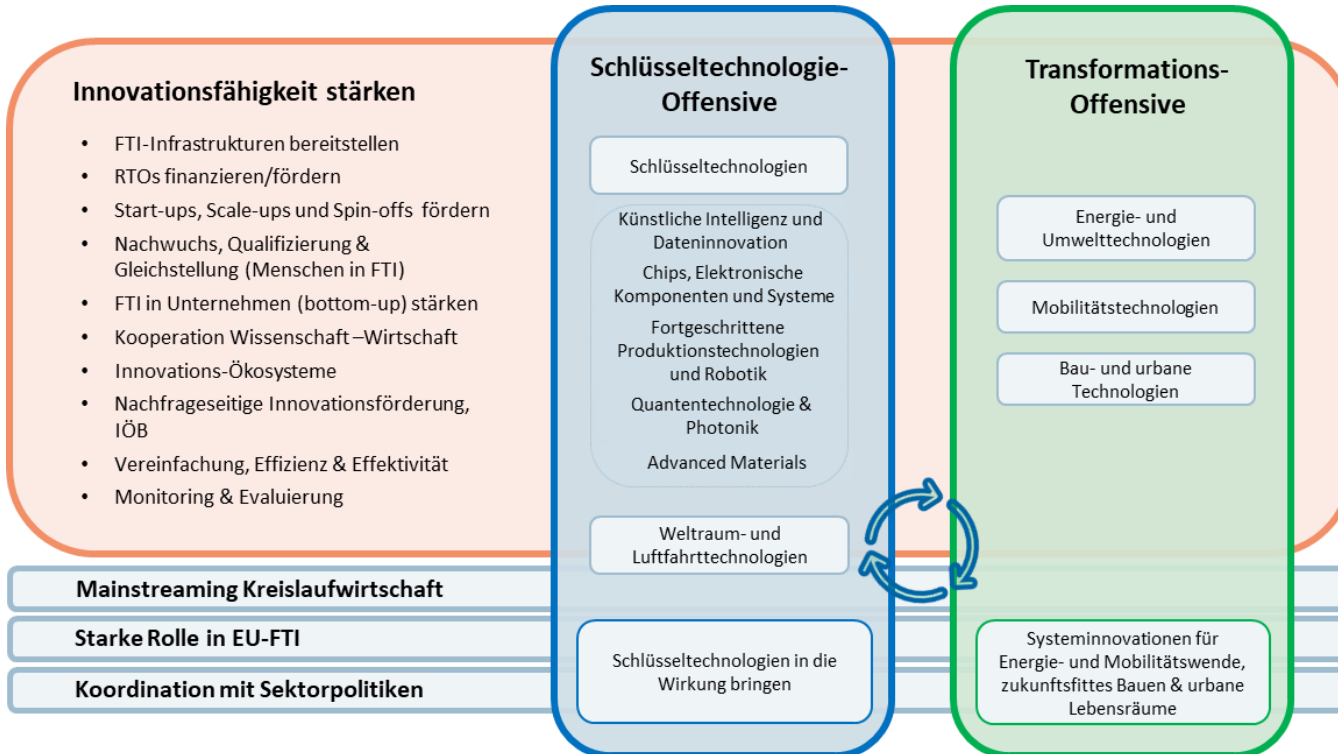 Innovationsfähigkeit stärken
• FTI-Infrastrukturen bereitstellen
• RTOs finanzieren/fördern
• Start-ups, Scale-ups und Spin-offs fördern
• Nachwuchs, Qualifizierung &
Gleichstellung (Menschen in FTI)
• FTI in Unternehmen (bottom-up) stärken
• Kooperation Wissenschaft –Wirtschaft
• Innovations-Ökosysteme
• Nachfrageseitige Innovationsförderung,
IÖB
• Vereinfachung, Effizienz & Effektivität
• Monitoring & Evaluierung
Schlüsseltechnologie-
Offensive
Schlüsseltechnologien
Künstliche Intelligenz und
Dateninnovation
Chips, Elektronische
Komponenten und Systeme
Fortgeschrittene
Produktionstechnologien
und Robotik
Quantentechnologie &
Photonik
Advanced Materials
Weltraum- und
Luftfahrttechnologien
Transformations-
Offensive
Energie- und
Umwelttechnologien
Mobilitätstechnologien
Bau- und urbane
Technologien
Mainstreaming Kreislaufwirtschaft
Starke Rolle in EU-FTI
Koordination mit Sektorpolitiken
Schlüsseltechnologien in die
Wirkung bringen
Systeminnovationen für
Energie- und Mobilitätswende,
zukunftsfittes Bauen & urbane
Lebensräume